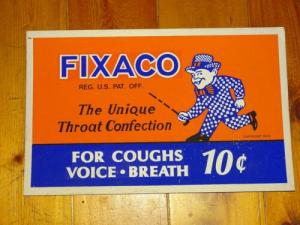 FIXACO
REG. U.S. PAT. OFF.
The Unique
Throat Confection
FOR COUGHS
VOICE • BREATH
10¢